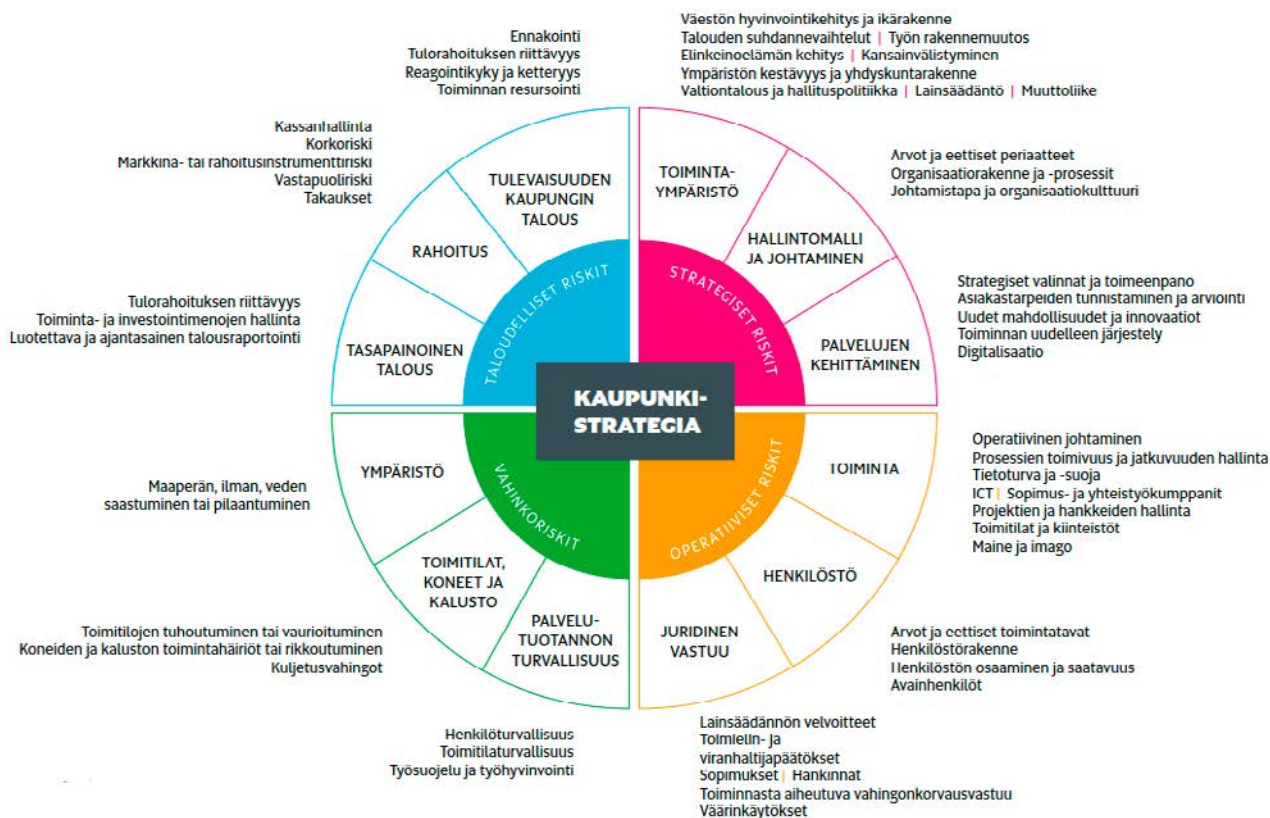 Ennakointi
Tulorahoituksen riittävyys
Reagointikyky ja ketteryys
Toiminnan resursointi
Väestön hyvinvointikehitys ja ikärakenne
Talouden suhdannevaihtelut | Työn rakennemuutos
Elinkeinoelämän kehitys | Kansainvälistyminen
Ympäristön kestävyys ja yhdyskuntarakenne
Valtiontalous ja hallituspolitiikka | Lainsäädäntö | Muuttoliike
Kassanhallinta
Korkoriski
Markkina- tai rahoitusinstrumenttiriski
Vastapuoliriski
Takaukset
Arvot ja eettiset periaatteet
Organisaatiorakenne ja -prosessit
Johtamistapa ja organisaatiokulttuuri
TULEVAISUUDEN
KAUPUNGIN
TALOUS
TOIMINTA-
YMPÄRISTÖ
RAHOITUS
HALLINTOMALLI
JA JOHTAMINEN
Tulorahoituksen riittävyys
Toiminta- ja investointimenojen hallinta
Luotettava ja ajantasainen talousraportointi
TASAPAINOINEN
TALOUS
TALOUDELLISET RISKIT
STRATEGISET RISKIT
PALVELUJEN
KEHITTÄMINEN
Strategiset valinnat ja toimeenpano
Asiakastarpeiden tunnistaminen ja arviointi
Uudet mahdollisuudet ja innovaatiot
Toiminnan uudelleen järjestely
Digitalisaatio
KAUPUNKI-
STRATEGIA
Maaperän, ilman, veden
saastuminen tai pilaantuminen
YMPÄRISTÖ
VAHINKORISKIT
OPERATIIVISET RISKIT
TOIMINTA
Operatiivinen johtaminen
Prosessien toimivuus ja jatkuvuuden hallinta
Tietoturva ja -suoja
ICT | Sopimus- ja yhteistyökumppanit
Projektien ja hankkeiden hallinta
Toimitilat ja kiinteistöt
Maine ja imago
TOIMITILAT,
KONEET JA
KALUSTO
HENKILÖSTÖ
Toimitilojen tuhoutuminen tai vaurioituminen
Koneiden ja kaluston toimintahäiriöt tai rikkoutuminen
Kuljetusvahingot
PALVELU-
TUOTANNON
TURVALLISUUS
JURIDINEN
VASTUU
Arvot ja eettiset toimintatavat
Henkilöstörakenne
Henkilöstön osaaminen ja saatavuus
Avainhenkilöt
Henkilöturvallisuus
Toimitilaturvallisuus
Työsuojelu ja työhyvinvointi
Lainsäädännön velvoitteet
Toimielin- ja
viranhaltijapäätökset
Sopimukset | Hankinnat
Toiminnasta aiheutuva vahingonkorvausvastuu
Väärinkäytökset